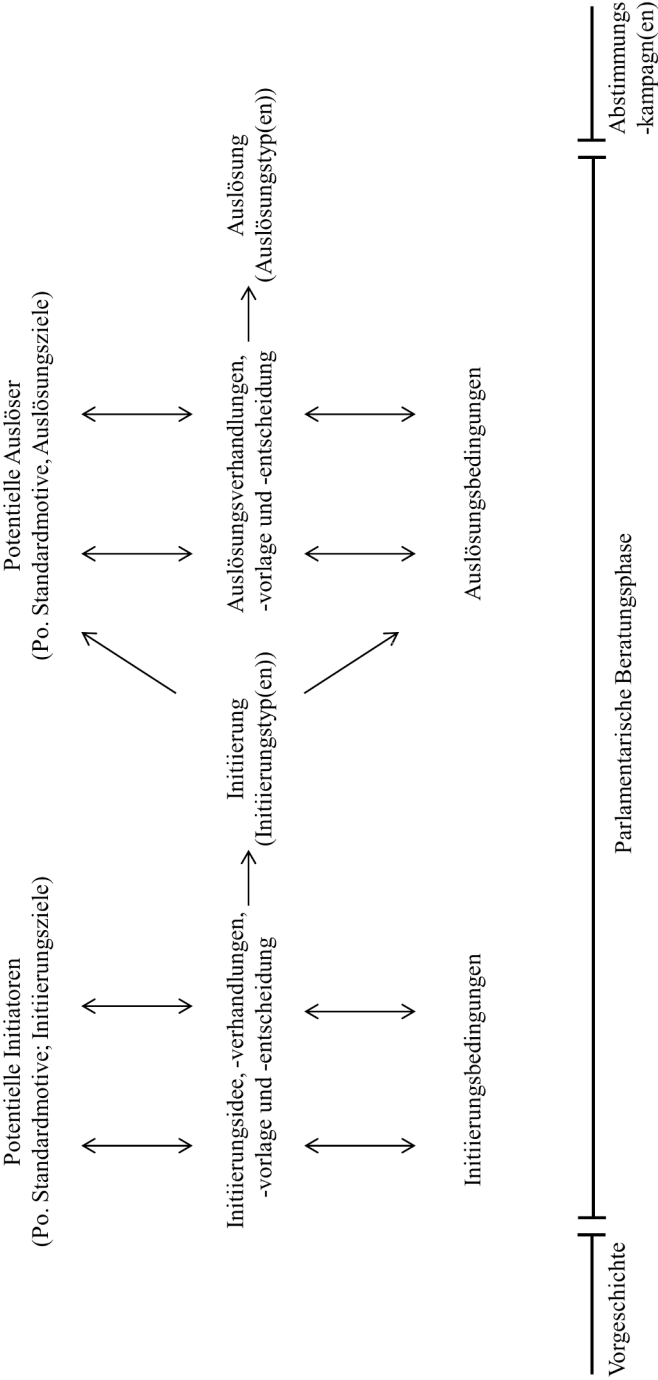 Potentielle Initiatoren
(Po. Standardmotive; Initiierungsziele)
Potentielle Auslöser
(Po. Standardmotive, Auslösungsziele)
Initiierungsidee, -verhandlungen,
-vorlage und -entscheidung
Initiierung
(Initiierungstyp(en))
Auslösungsverhandlungen,
-vorlage und -entscheidung
Auslösung
(Auslösungstyp(en))
Initiierungsbedingungen
Auslösungsbedingungen
Vorgeschichte
Parlamentarische Beratungsphase
Abstimmungs
-kampagn(en)